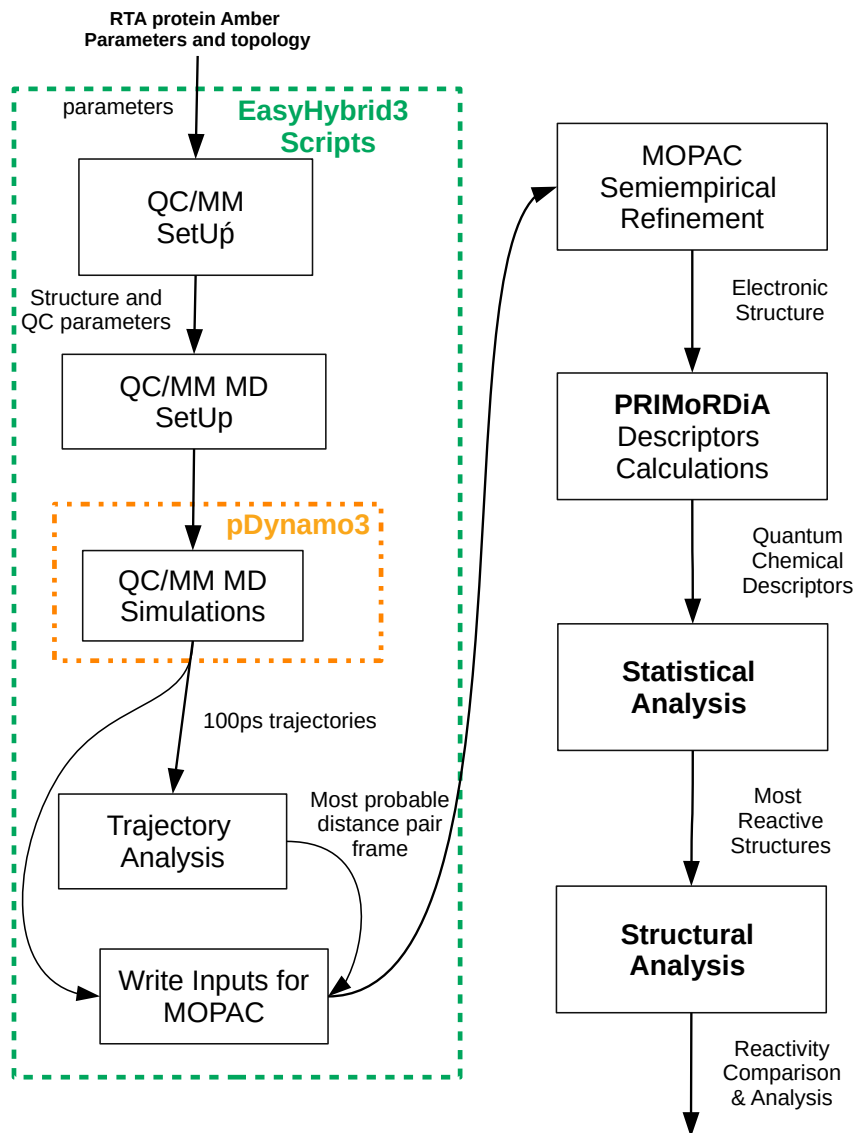 RTA protein Amber
Parameters and topology
parameters
EasyHybrid3
Scripts
QC/MM
SetUṕ
Structure and
QC parameters
QC/MM MD
SetUp
pDynamo3
QC/MM MD
Simulations
100ps trajectories
Trajectory
Analysis
Most probable
distance pair
frame
Write Inputs for
MOPAC
MOPAC
Semiempirical
Refinement
Electronic
Structure
PRIMoRDiA
Descriptors
Calculations
Quantum
Chemical
Descriptors
Statistical
Analysis
Most
Reactive
Structures
Structural
Analysis
Reactivity
Comparison
& Analysis